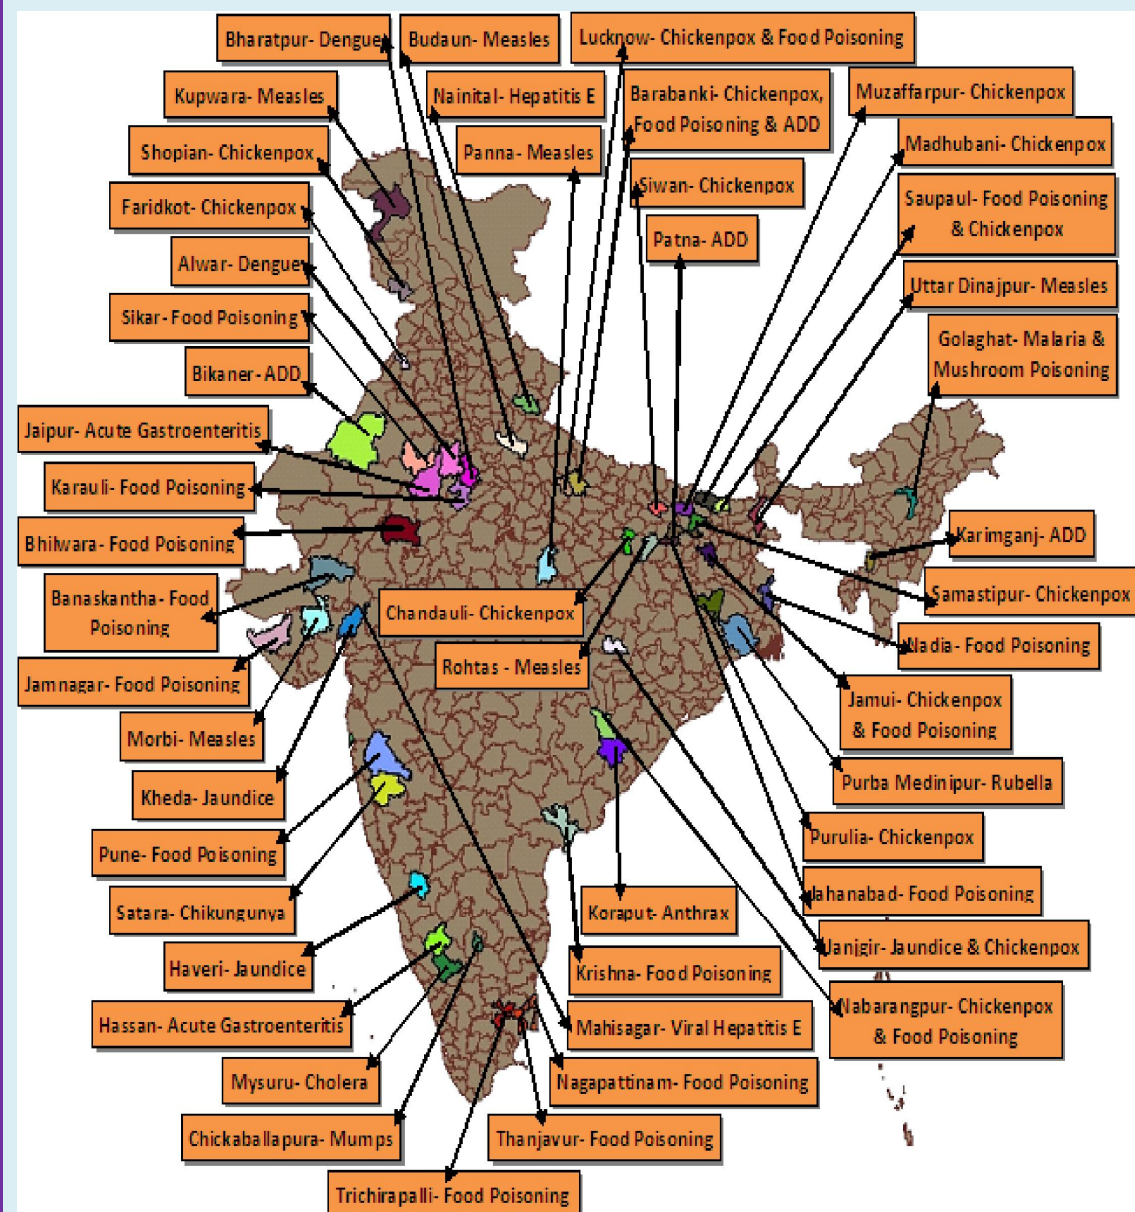 Bharatpur- Dengue
Budaun- Measles
Lucknow- Chickenpox & Food Poisoning
Kupwara- Measles
Nainital- Hepatitis E
Barabanki- Chickenpox,
Food Poisoning & ADD
Muzaffarpur- Chickenpox
Shopian- Chickenpox
Panna- Measles
Madhubani- Chickenpox
Siwan- Chickenpox
Faridkot- Chickenpox
Saupaul- Food Poisoning
& Chickenpox
Patna- ADD
Alwar- Dengue
Uttar Dinajpur- Measles
Sikar- Food Poisoning
Golaghat- Malaria &
Mushroom Poisoning
Bikaner- ADD
Jaipur- Acute Gastroenteritis
Karauli- Food Poisoning
Bhilwara- Food Poisoning
Karimganj- ADD
Banaskantha- Food
Poisoning
Chandauli- Chickenpox
Samastipur- Chickenpox
Nadia- Food Poisoning
Rohtas - Measles
Jamnagar- Food Poisoning
Jamui- Chickenpox
& Food Poisoning
Morbi- Measles
Purba Medinipur- Rubella
Kheda- Jaundice
Purulia- Chickenpox
Pune- Food Poisoning
Jahanabad- Food Poisoning
Satara- Chikungunya
Koraput- Anthrax
Janjgir- Jaundice & Chickenpox
Haveri- Jaundice
Krishna- Food Poisoning
Nabarangpur- Chickenpox
& Food Poisoning
Hassan- Acute Gastroenteritis
Mahisagar- Viral Hepatitis E
Mysuru- Cholera
Nagapattinam- Food Poisoning
Chickaballapura- Mumps
Thanjavur- Food Poisoning
Trichirapalli- Food Poisoning